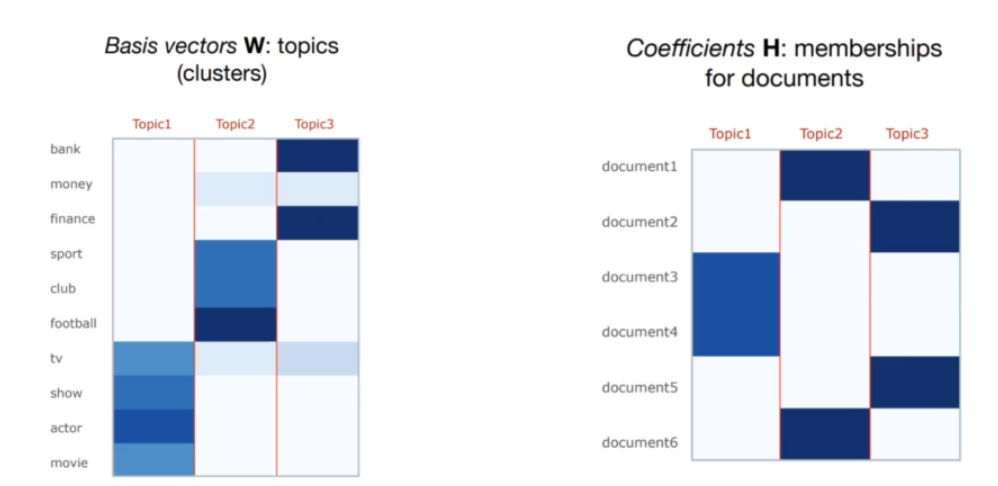 Basis vectors W: topics
(clusters)
Topic1 Topic2 Topic3
bank
money
finance
sport
club
football
tv
show
actor
movie
Coefficients H: memberships
for documents
Topic1 Topic2 Topic3
document1
document2
document3
document4
document5
document6